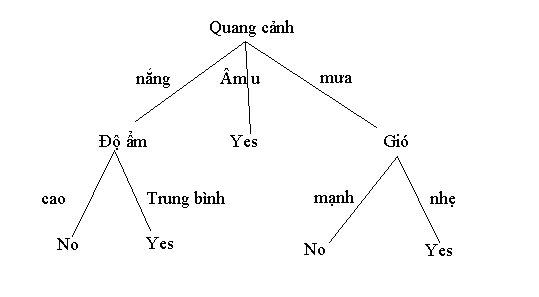 Quang cảnh
nắng Âm u mưa
Độ ẩm Yes Gió
cao Trung bình mạnh nhẹ
No Yes No Yes